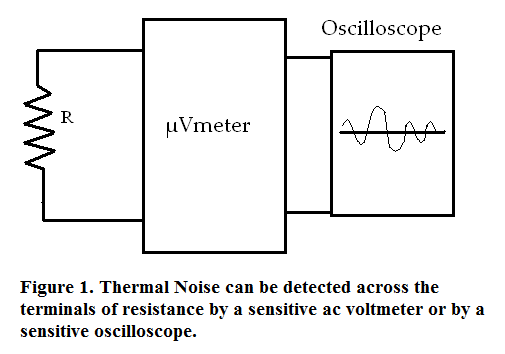 Oscilloscope
R
µVmeter
Figure 1. Thermal Noise can be detected across the
terminals of resistance by a sensitive ac voltmeter or by a
sensitive oscilloscope.